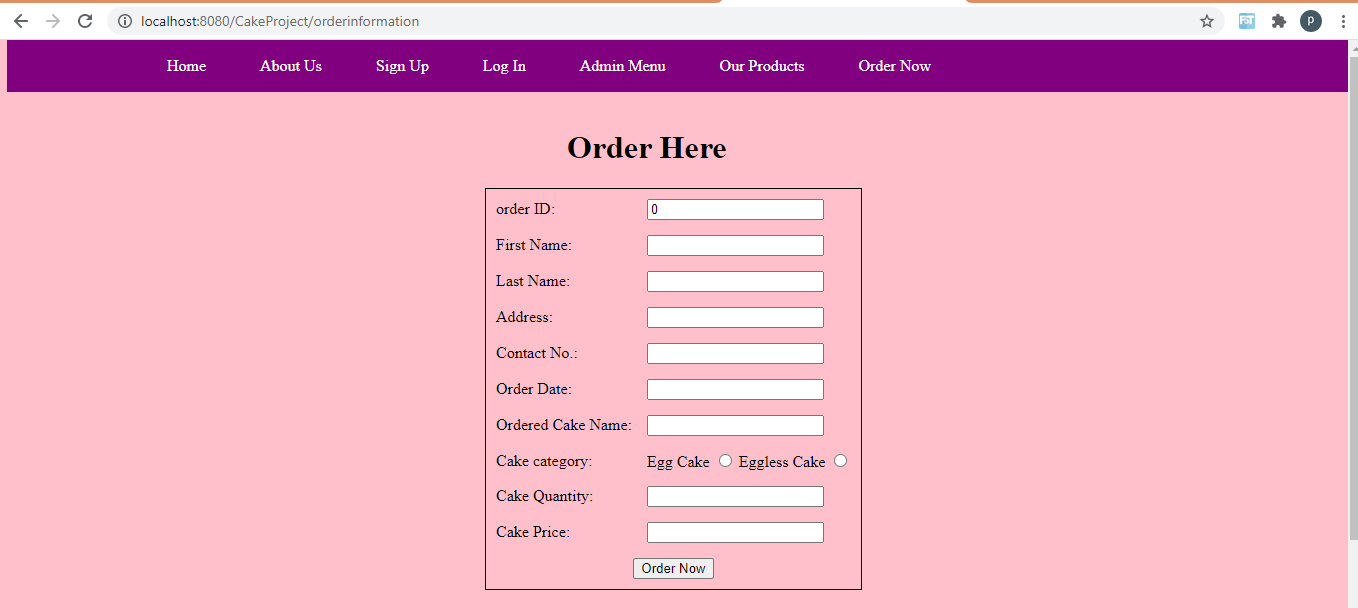 localhost:8080/CakeProject/orderinformation
P
Home About Us Sign Up Log In Admin Menu Our Products Order Now
Order Here
order ID: 0
First Name:
Last Name:
Address:
Contact No.:
Order Date:
Ordered Cake Name:
Cake category: Egg Cake Eggless Cake
Cake Quantity:
Cake Price:
Order Now